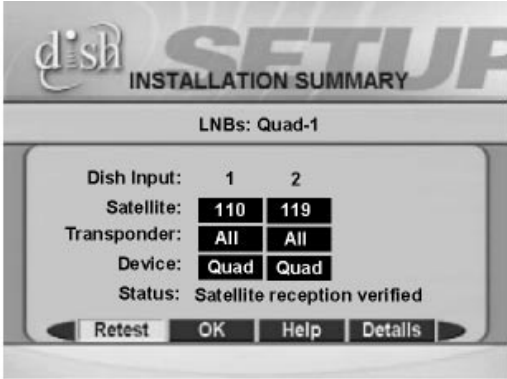 dish SETUP
INSTALLATION SUMMARY
LNBs: Quad-1
Dish Input: 1 2
Satellite: 110 119
Transponder: All All
Device: Quad Quad
Status: Satellite reception verified
Retest OK Help Details